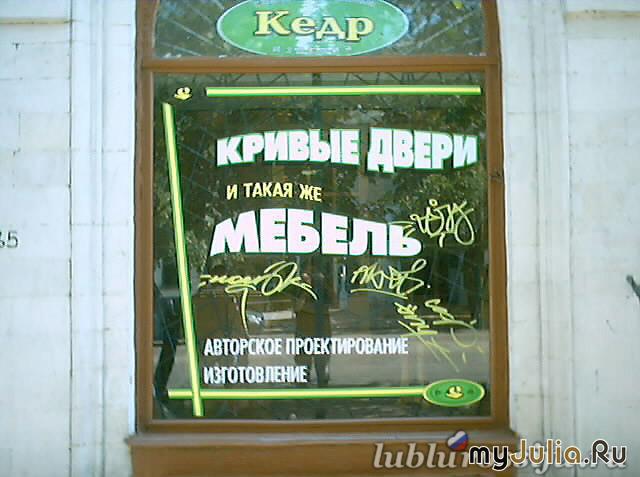 Кедр
КРИВЫЕ ДВЕРИ
И ТАКАЯ ЖЕ
МЕБЕЛЬ
АВТОРСКОЕ ПРОЕКТИРОВАНИЕ
ИЗГОТОВЛЕНИЕ
myJulia.Ru